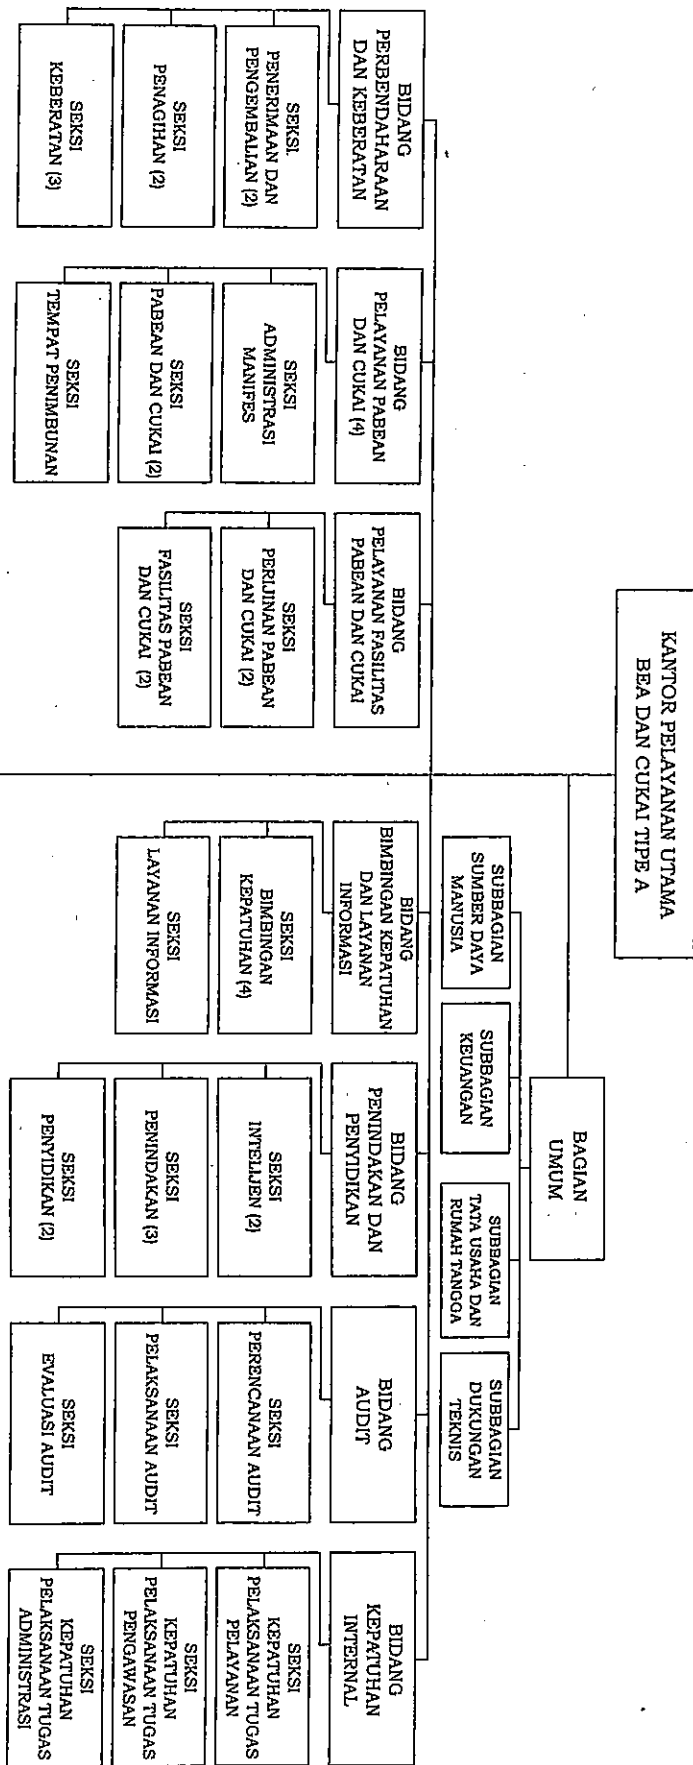 KANTOR PELAYANAN UTAMA
BEA DAN CUKAI TIPE A
BAGIAN
UMUM
SUBBAGIAN
SUMBER DAYA
MANUSIA
SUBBAGIAN
KEUANGAN
SUBBAGIAN
TATA USAHA DAN
RUMAH TANGGA
SUBBAGIAN
DUKUNGAN
TEKNIS
BIDANG
PERBENDAHARAAN
DAN KEBERATAN
SEKSI
PENERIMAAN DAN
PENGEMBALIAN (2)
SEKSI
PENAGIHAN (2)
SEKSI
KEBERATAN (3)
BIDANG
PELAYANAN PABEAN
DAN CUKAI (4)
SEKSI
ADMINISTRASI
MANIFES
SEKSI
PABEAN DAN CUKAI (2)
SEKSI
TEMPAT PENIMBUNAN
BIDANG
PELAYANAN FASILITAS
PABEAN DAN CUKAI
SEKSI
PERIJINAN PABEAN
DAN CUKAI (2)
SEKSI
FASILITAS PABEAN
DAN CUKAI (2)
BIDANG
BIMBINGAN KEPATUHAN
DAN LAYANAN
INFORMASI
SEKSI
BIMBINGAN
KEPATUHAN (4)
SEKSI
LAYANAN INFORMASI
BIDANG
PENINDAKAN DAN
PENYIDIKAN
SEKSI
INTELIJEN (2)
SEKSI
PENINDAKAN (3)
SEKSI
PENYIDIKAN (2)
BIDANG
AUDIT
SEKSI
PERENCANAAN AUDIT
SEKSI
PELAKSANAAN AUDIT
SEKSI
EVALUASI AUDIT
BIDANG
KEPATUHAN
INTERNAL
SEKSI
KEPATUHAN
PELAKSANAAN TUGAS
PELAYANAN
SEKSI
KEPATUHAN
PELAKSANAAN TUGAS
PENGAWASAN
SEKSI
KEPATUHAN
PELAKSANAAN TUGAS
ADMINISTRASI